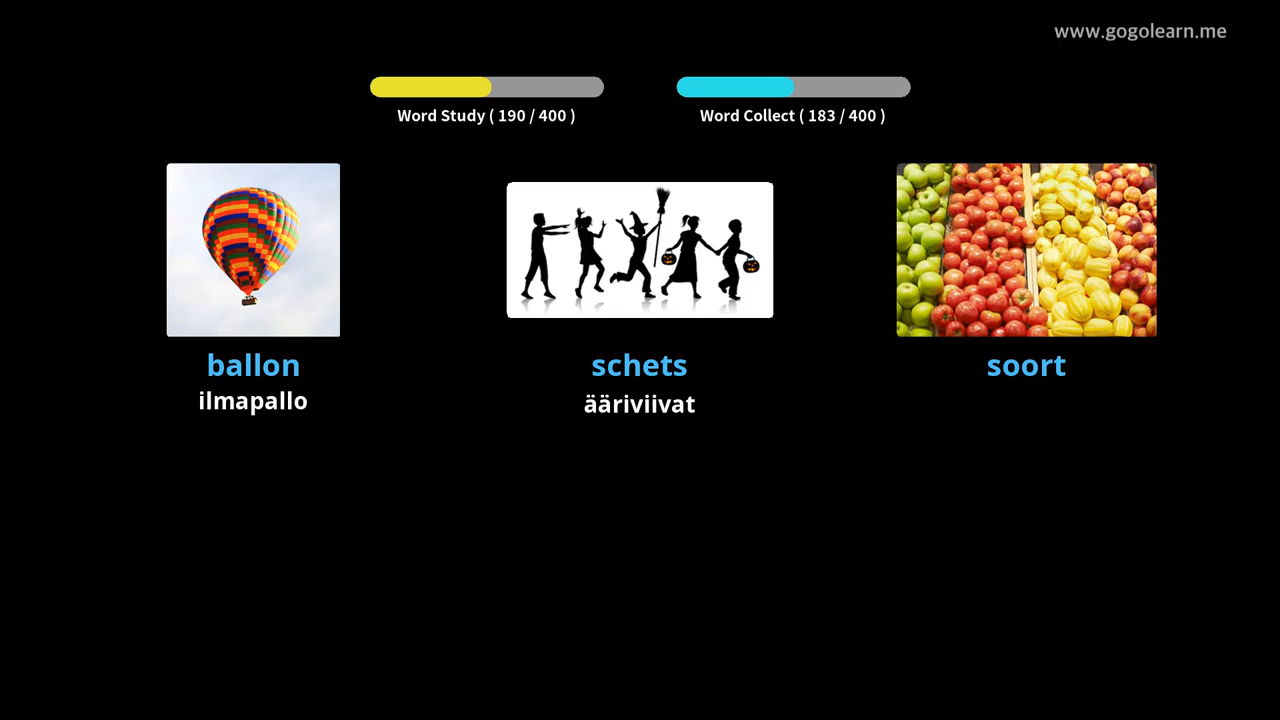 www.gogolearn.me
Word Study ( 190 / 400 )
Word Collect ( 183 / 400 )
ballon
schets
soort
ilmapallo
ääriviivat